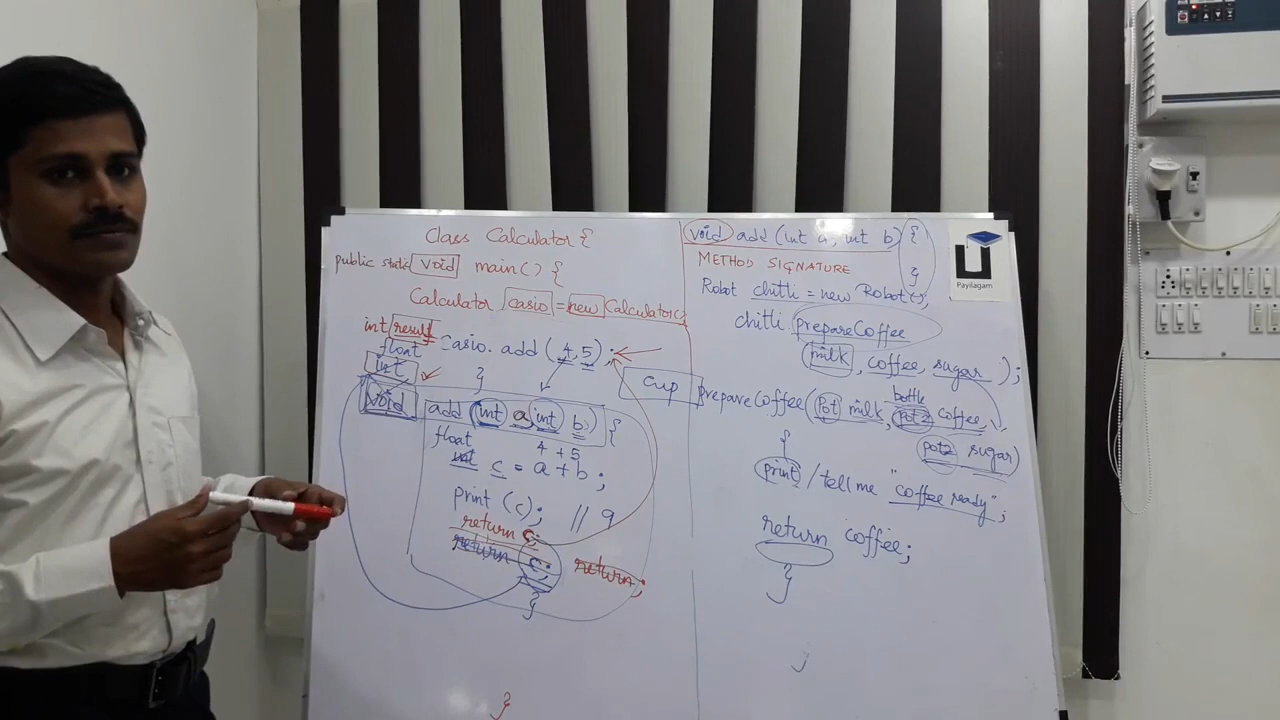 class Calculator {
public static void main() {
Calculator casio = new Calculator()
int result
float = casio. add (4, 5);
int
}
void add (int a, int b) {
float
4 + 5
int c = a + b;
print (c); // 9
return c;
return c; return;
}
}
void add (int a, int b) {
}
METHOD SIGNATURE
Robot chitli = new Robot();
chitli prepareCoffee
(milk, coffee, sugar );
cup prepareCoffee (pot milk, pot2 coffee,
bottle
pot2 sugar)
{
print / tell me "coffee ready";
return coffee;
}
Payilagam